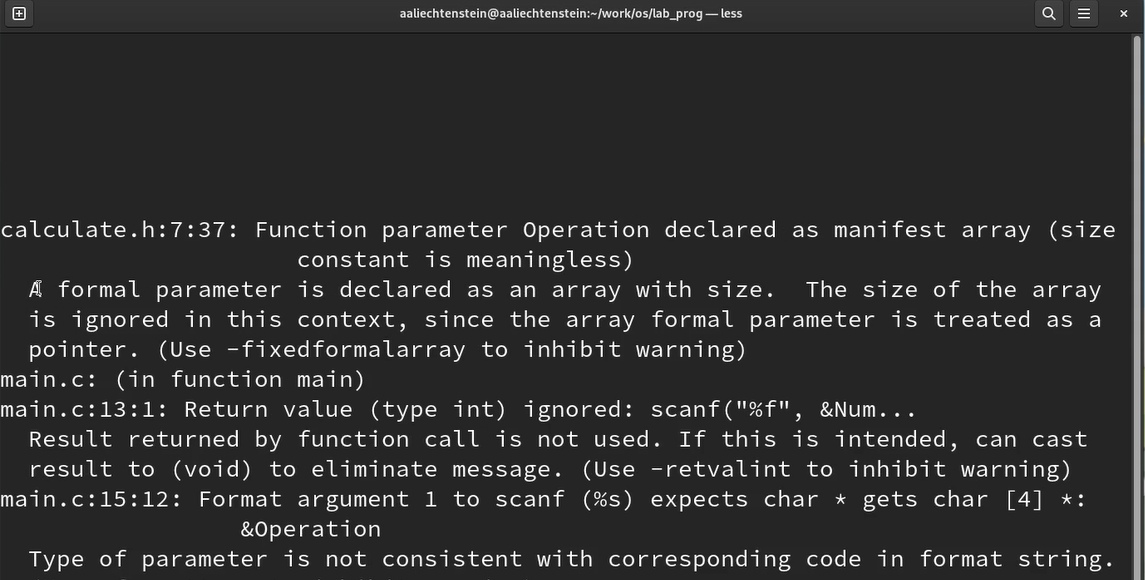 aaliechtenstein@aaliechtenstein:~/work/os/lab_prog — less
calculate.h:7:37: Function parameter Operation declared as manifest array (size
constant is meaningless)
A formal parameter is declared as an array with size.  The size of the array
is ignored in this context, since the array formal parameter is treated as a
pointer. (Use -fixedformalarray to inhibit warning)
main.c: (in function main)
main.c:13:1: Return value (type int) ignored: scanf("%f", &Num...
Result returned by function call is not used. If this is intended, can cast
result to (void) to eliminate message. (Use -retvalint to inhibit warning)
main.c:15:12: Format argument 1 to scanf (%s) expects char * gets char [4] *:
&Operation
Type of parameter is not consistent with corresponding code in format string.